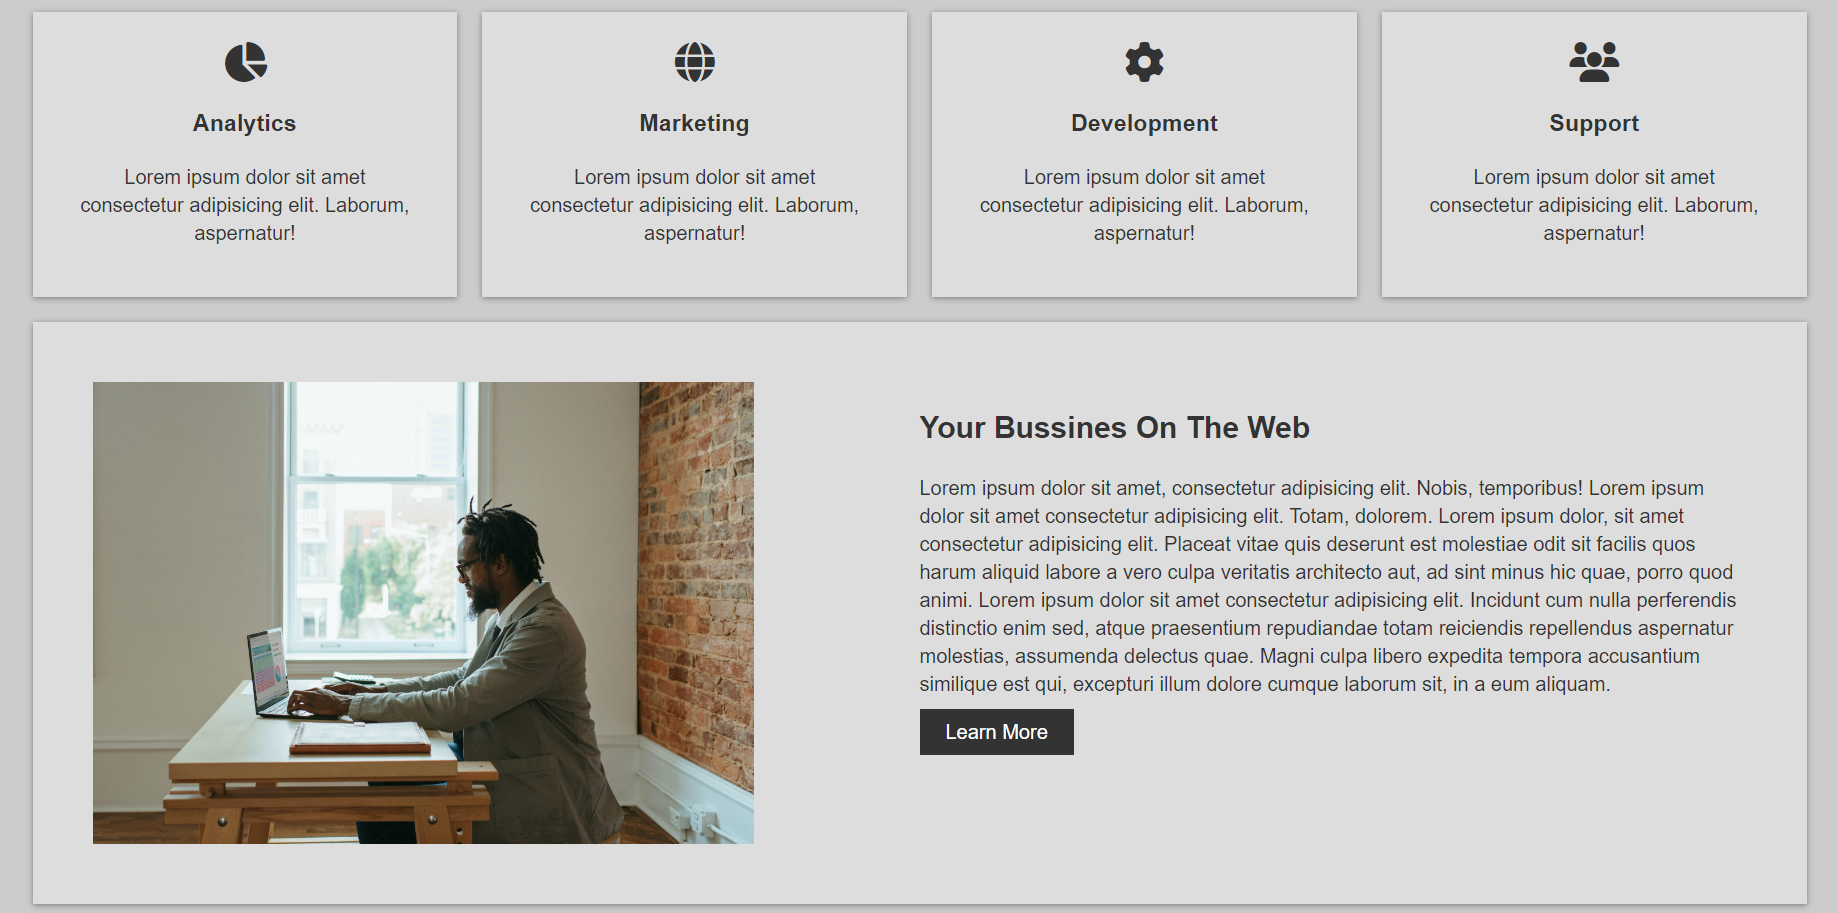 Analytics
Lorem ipsum dolor sit amet
consectetur adipisicing elit. Laborum,
aspernatur!
Marketing
Lorem ipsum dolor sit amet
consectetur adipisicing elit. Laborum,
aspernatur!
Development
Lorem ipsum dolor sit amet
consectetur adipisicing elit. Laborum,
aspernatur!
Support
Lorem ipsum dolor sit amet
consectetur adipisicing elit. Laborum,
aspernatur!
Your Bussines On The Web
Lorem ipsum dolor sit amet, consectetur adipisicing elit. Nobis, temporibus! Lorem ipsum
dolor sit amet consectetur adipisicing elit. Totam, dolorem. Lorem ipsum dolor, sit amet
consectetur adipisicing elit. Placeat vitae quis deserunt est molestiae odit sit facilis quos
harum aliquid labore a vero culpa veritatis architecto aut, ad sint minus hic quae, porro quod
animi. Lorem ipsum dolor sit amet consectetur adipisicing elit. Incidunt cum nulla perferendis
distinctio enim sed, atque praesentium repudiandae totam reiciendis repellendus aspernatur
molestias, assumenda delectus quae. Magni culpa libero expedita tempora accusantium
similique est qui, excepturi illum dolore cumque laborum sit, in a eum aliquam.
Learn More